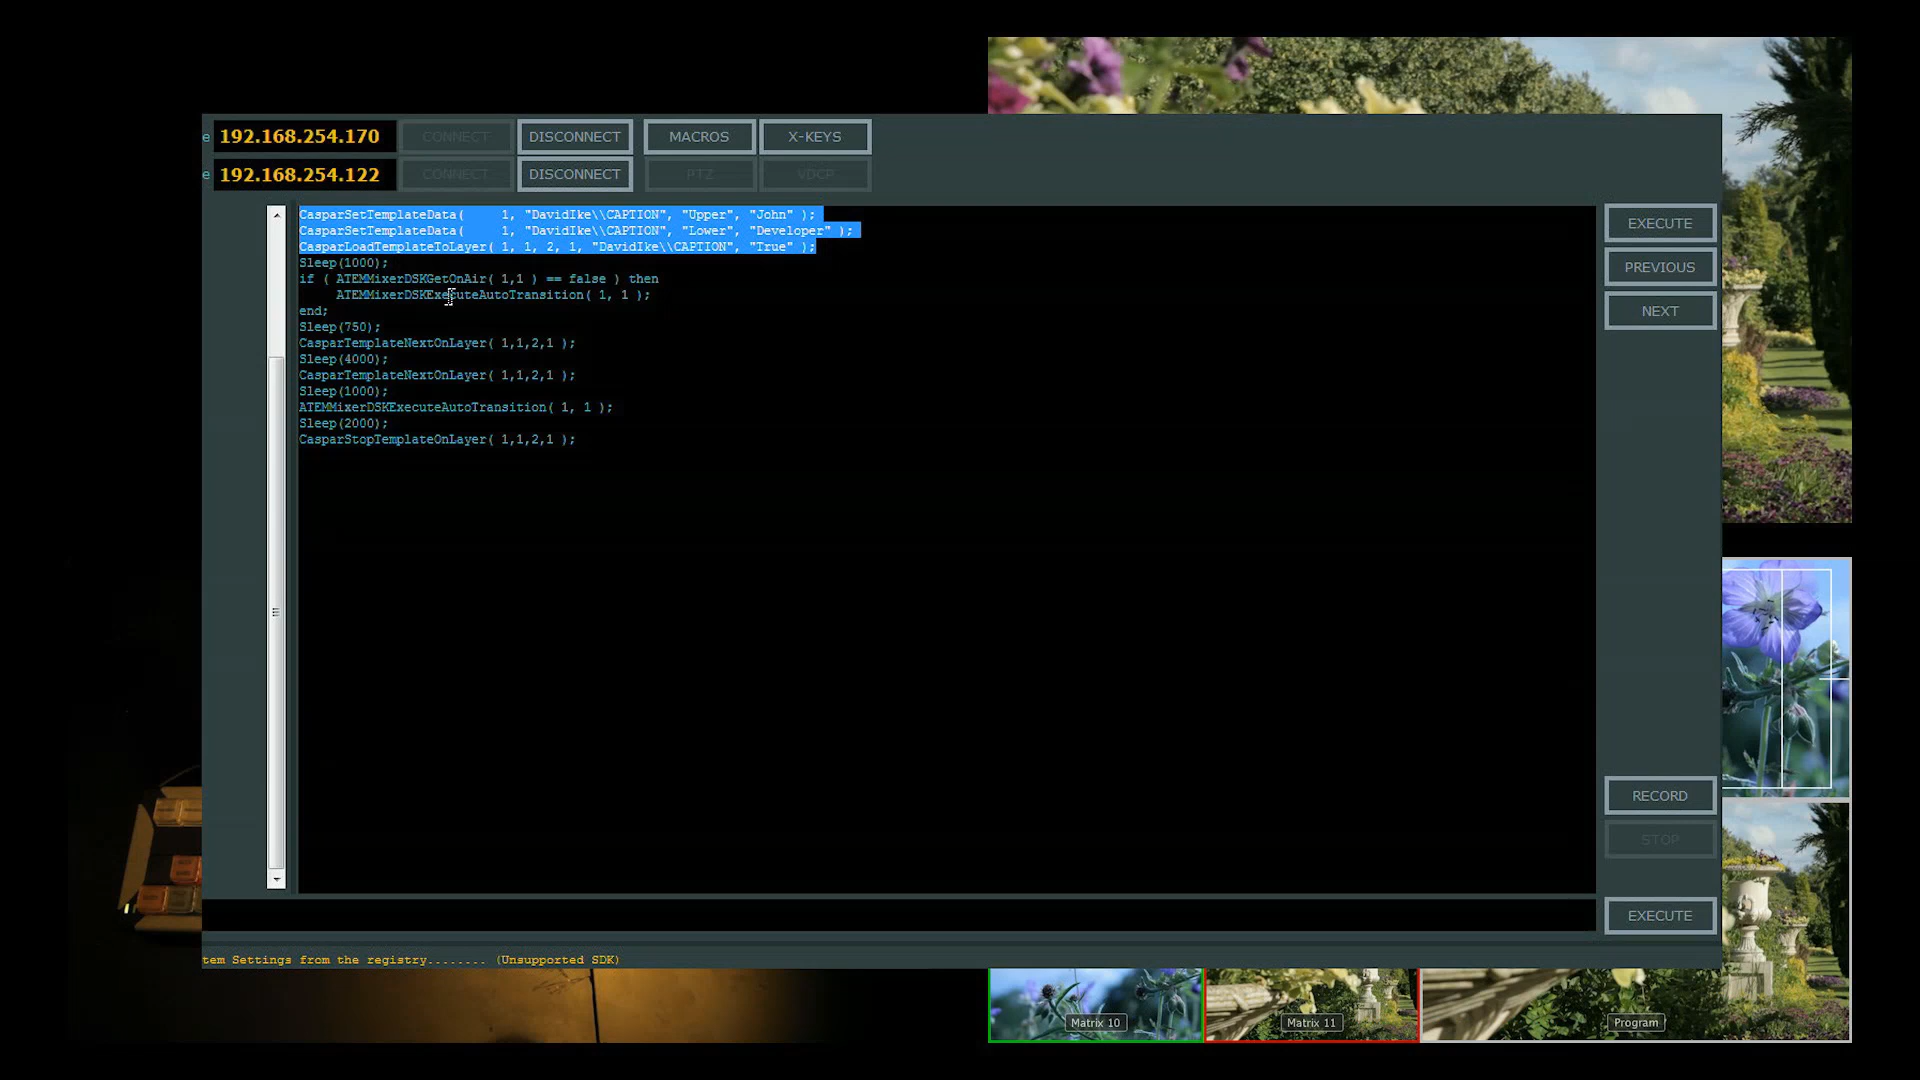 e 192.168.254.170 CONNECT DISCONNECT MACROS X-KEYS
e 192.168.254.122 CONNECT DISCONNECT PTZ VDCP
CasparSetTemplateData(     1, "DavidIke\\CAPTION", "Upper", "John" );
CasparSetTemplateData(     1, "DavidIke\\CAPTION", "Lower", "Developer" );
CasparLoadTemplateToLayer( 1, 1, 2, 1, "DavidIke\\CAPTION", "True" );
Sleep(1000);
if ( ATEMMixerDSKGetOnAir( 1,1 ) == false ) then
     ATEMMixerDSKExecuteAutoTransition( 1, 1 );
end;
Sleep(750);
CasparTemplateNextOnLayer( 1,1,2,1 );
Sleep(4000);
CasparTemplateNextOnLayer( 1,1,2,1 );
Sleep(1000);
ATEMMixerDSKExecuteAutoTransition( 1, 1 );
Sleep(2000);
CasparStopTemplateOnLayer( 1,1,2,1 );
EXECUTE
PREVIOUS
NEXT
RECORD
STOP
EXECUTE
tem Settings from the registry........ (Unsupported SDK)
Matrix 10
Matrix 11
Program